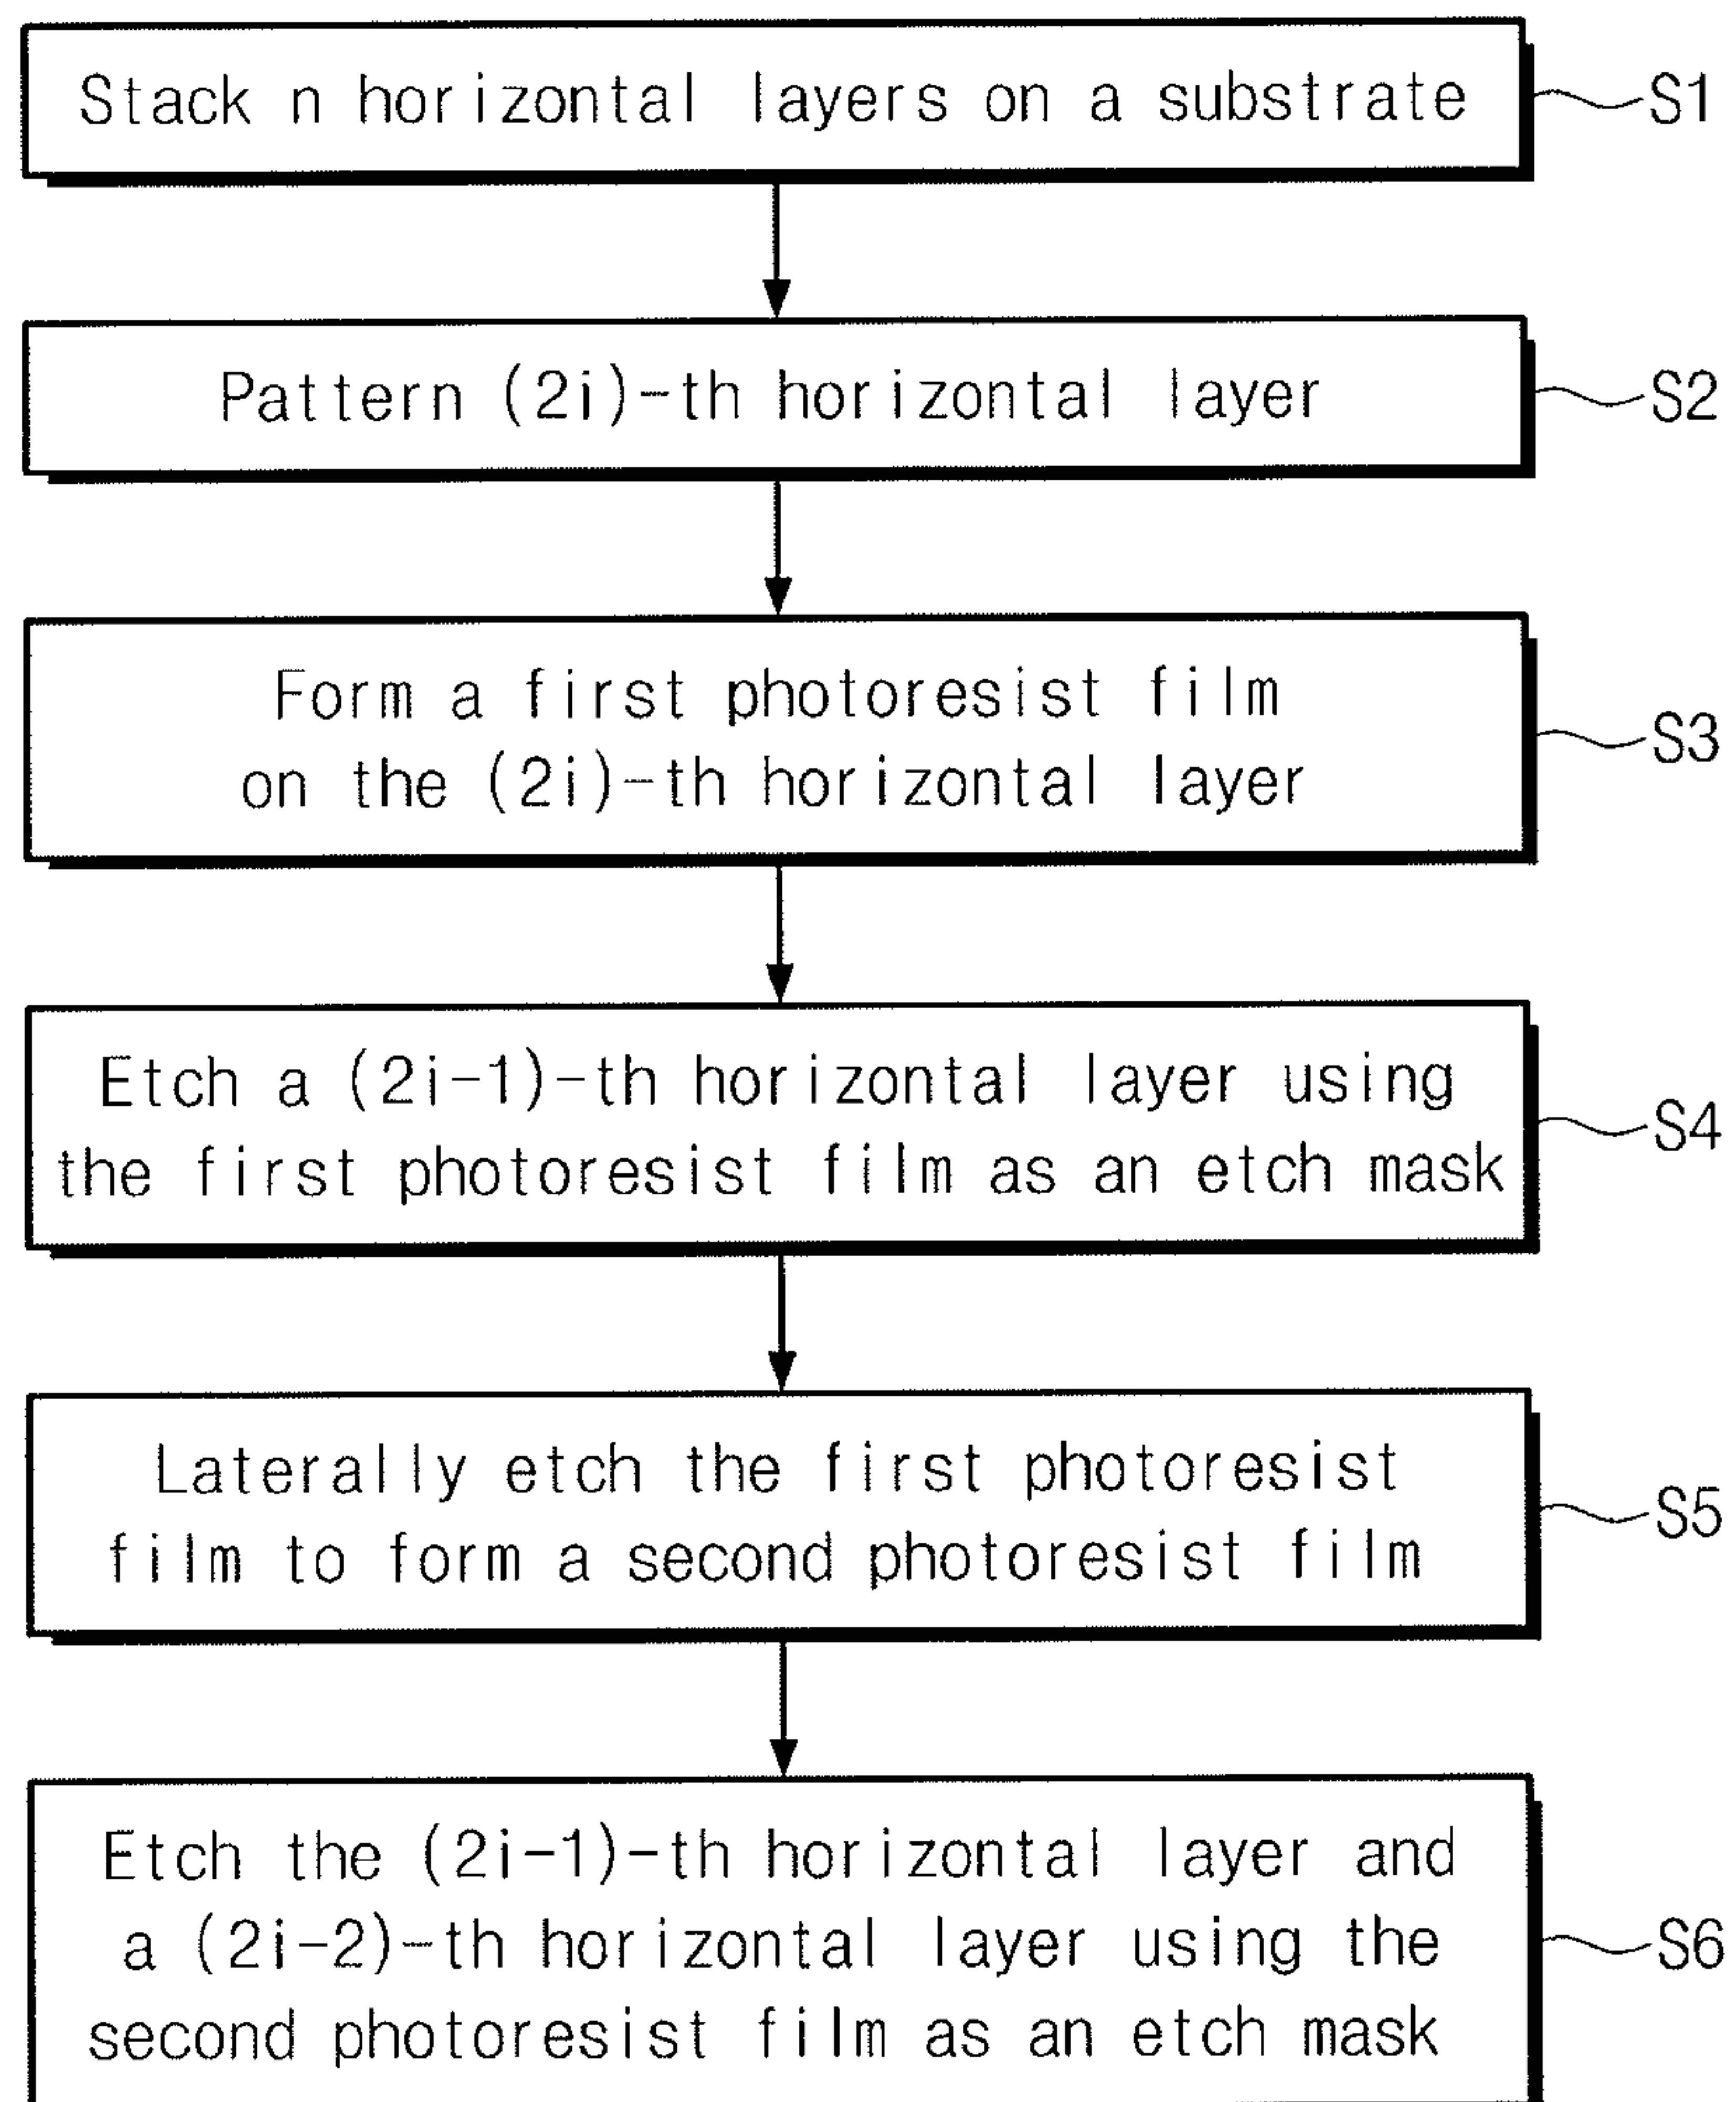 Stack n horizontal layers on a substrate
S1
Pattern (2i)-th horizontal layer
S2
Form a first photoresist film
on the (2i)-th horizontal layer
S3
Etch a (2i-1)-th horizontal layer using
the first photoresist film as an etch mask
S4
Laterally etch the first photoresist
film to form a second photoresist film
S5
Etch the (2i-1)-th horizontal layer and
a (2i-2)-th horizontal layer using the
second photoresist film as an etch mask
S6